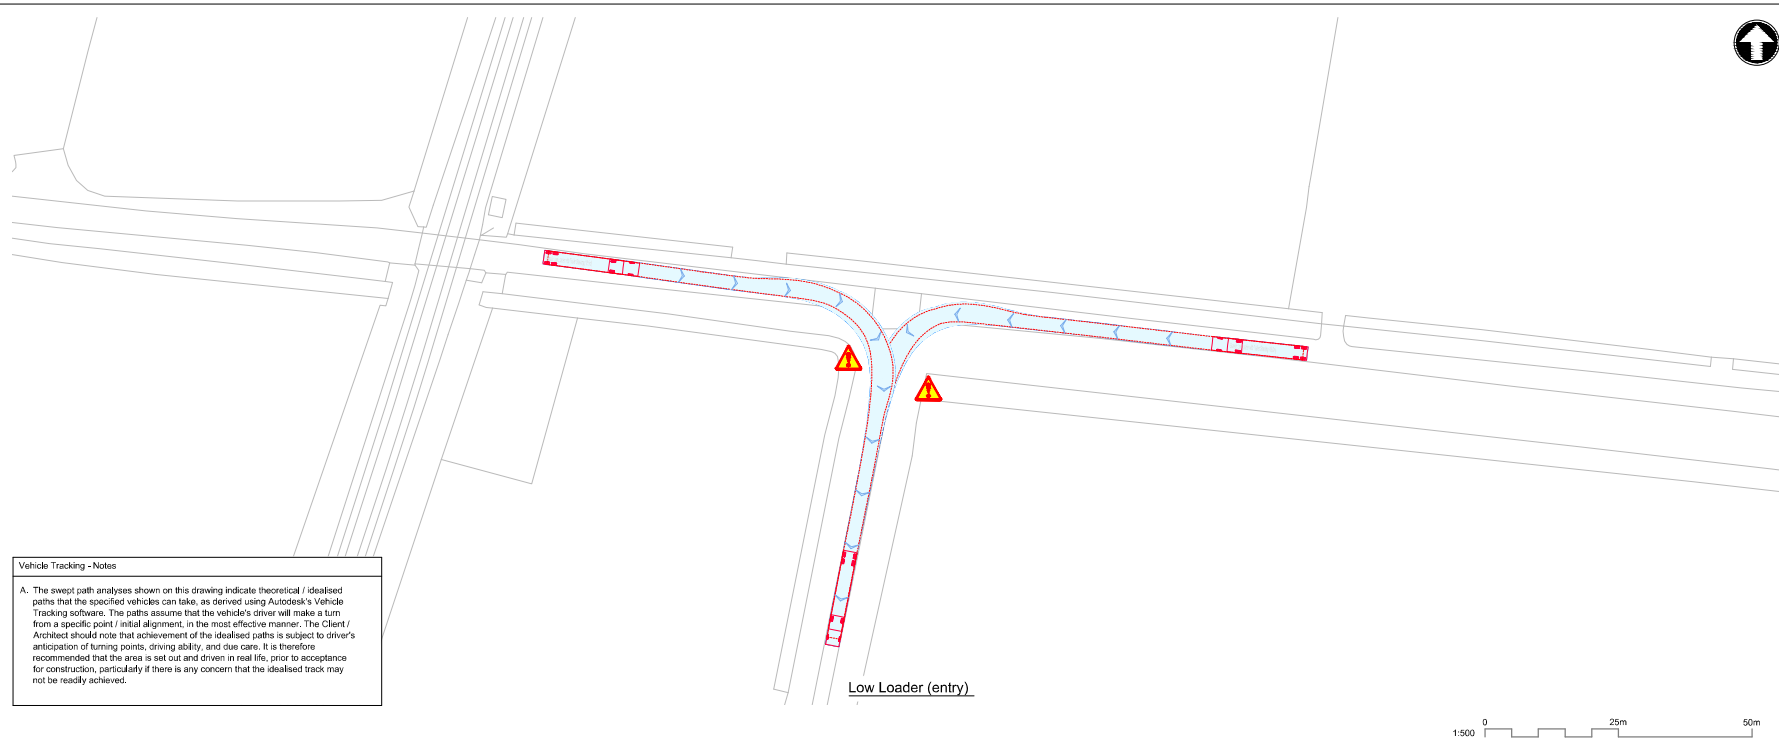 Vehicle Tracking - Notes
A. The swept path analyses shown on this drawing indicate theoretical / idealised
paths that the specified vehicles can take, as derived using Autodesk's Vehicle
Tracking software. The paths assume that the vehicle's driver will make a turn
from a specific point / initial alignment, in the most effective manner. The Client /
Architect should note that achievement of the idealised paths is subject to driver's
anticipation of turning points, driving ability, and due care. It is therefore
recommended that the area is set out and driven in real life, prior to acceptance
for construction, particularly if there is any concern that the idealised track may
not be readily achieved.
Low Loader (entry)
0 25m 50m
1:500